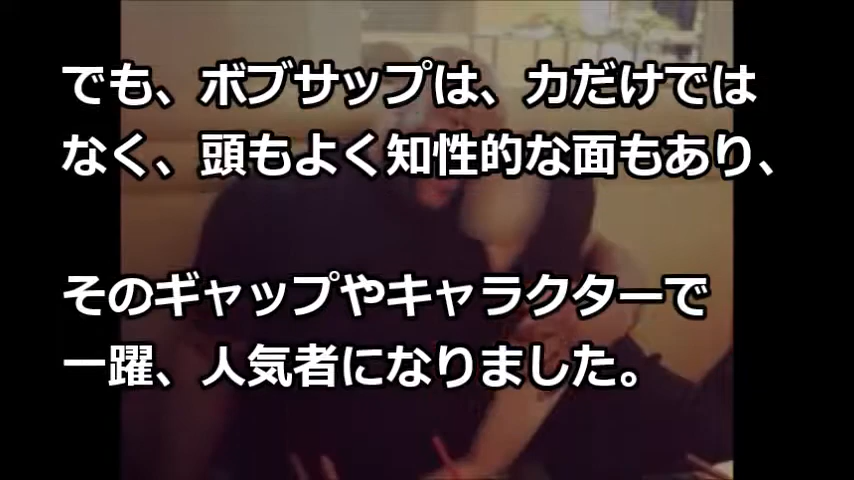 でも、ボブサップは、力だけでは
なく、頭もよく知性的な面もあり、
そのギャップやキャラクターで
一躍、人気者になりました。